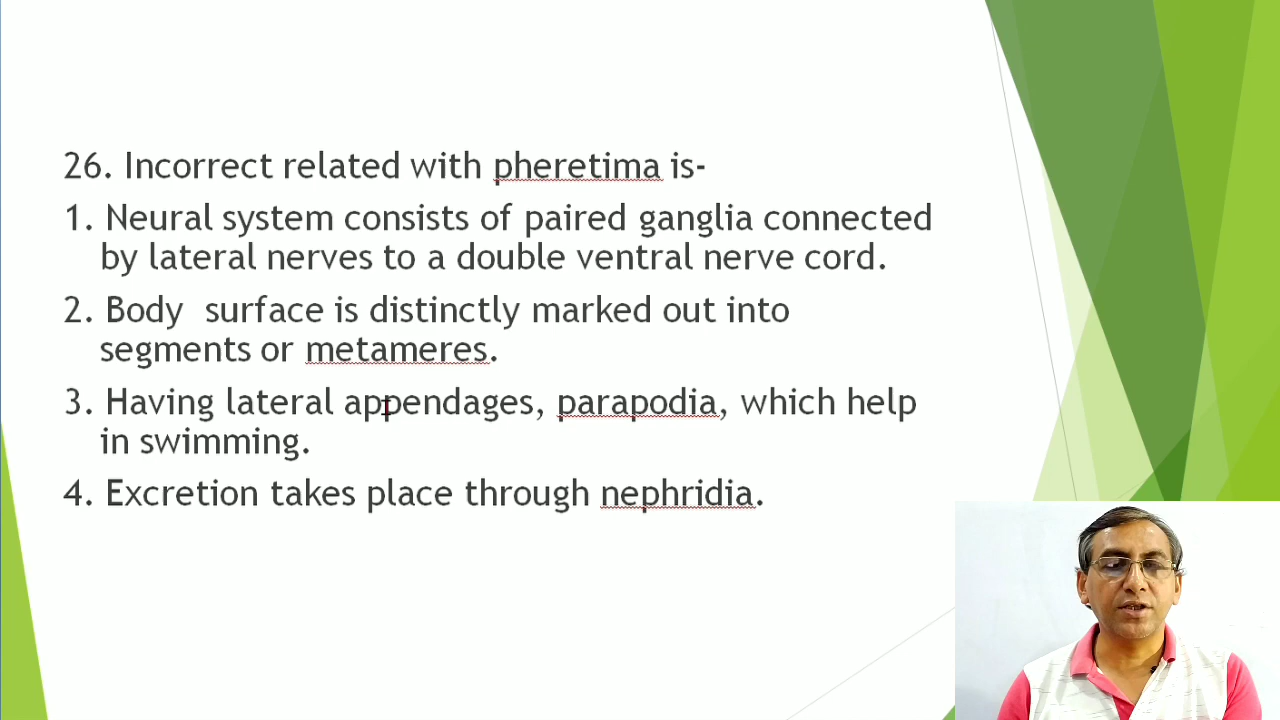 26. Incorrect related with pheretima is-
1. Neural system consists of paired ganglia connected
by lateral nerves to a double ventral nerve cord.
2. Body  surface is distinctly marked out into
segments or metameres.
3. Having lateral appendages, parapodia, which help
in swimming.
4. Excretion takes place through nephridia.